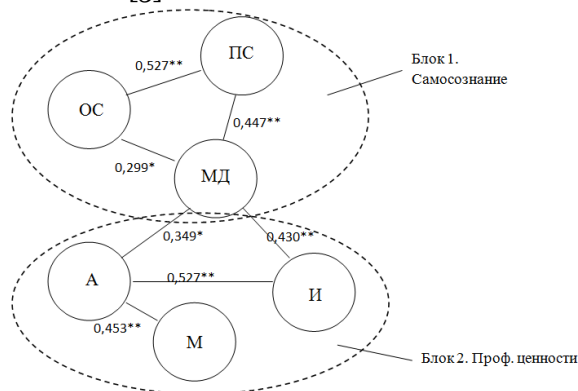 ПС
Блок 1.
Самосознание
0,527**
ОС
0,447**
0,299*
МД
0,349*
0,430**
А
0,527**
И
0,453**
М
Блок 2. Проф. ценности